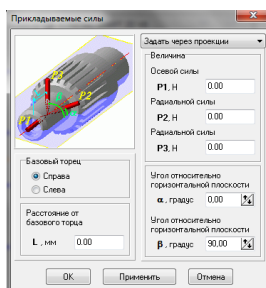 Прикладываемые силы
P3
P2
P1
Базовый торец
Справа
Слева
Расстояние от
базового торца
L , мм 0.00
Задать через проекции
Величина
Осевой силы
P1, Н 0.00
Радиальной силы
P2, Н 0.00
Радиальной силы
P3, Н 0.00
Угол относительно
горизонтальной плоскости
α, градус 0,00
Угол относительно
горизонтальной плоскости
β, градус 90,00
OK Применить Отмена